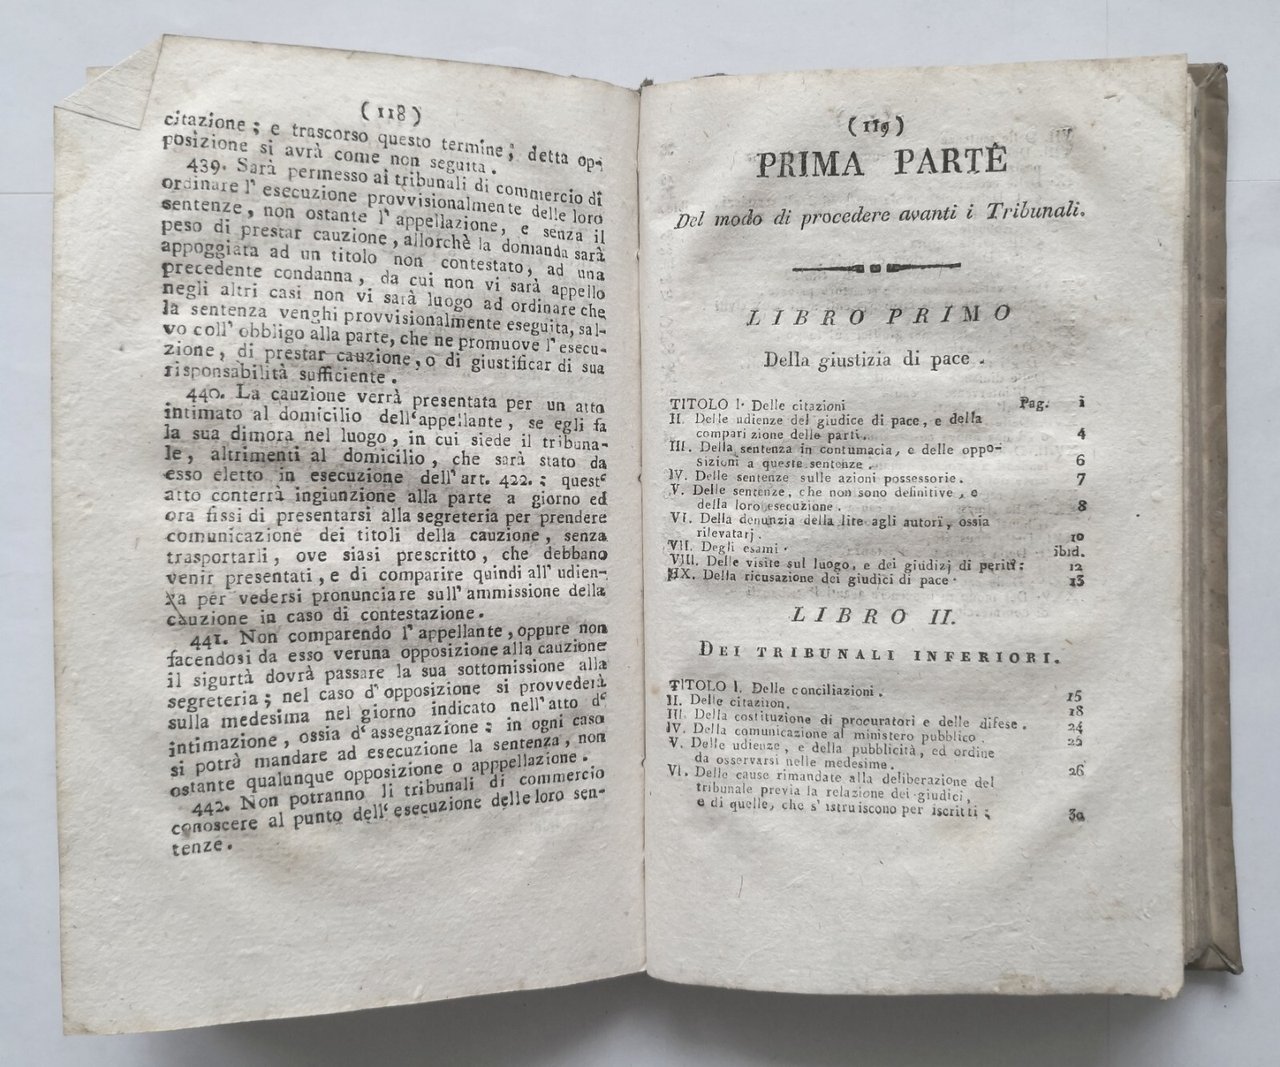 (118)
citazione; e trascorso questo termine; detta op-
posizione si avrà come non seguita.
439. Sarà permesso ai tribunali di commercio di
ordinare l'esecuzione provvisionalmente delle loro
sentenze, non ostante l'appellazione, e senza il
peso di prestar cauzione, allorchè la domanda sarà
appoggiata ad un titolo non contestato, ad una
precedente condanna, da cui non vi sarà appello
negli altri casi non vi sarà luogo ad ordinare che
la sentenza venghi provvisionalmente eseguita, sal-
vo coll'obbligo alla parte, che ne promuove l'esecu-
zione, di prestar cauzione, o di giustificar di sua
risponsabilità sufficiente.
440. La cauzione verrà presentata per un atto
intimato al domicilio dell'appellante, se egli fa
la sua dimora nel luogo, in cui siede il tribuna-
le, altrimenti al domicilio, che sarà stato da
esso eletto in esecuzione dell'art. 422.: quest'
atto conterrà ingiunzione alla parte a giorno ed
ora fissi di presentarsi alla segreteria per prendere
comunicazione dei titoli della cauzione, senza
trasportarli, ove siasi prescritto, che debbano
venir presentati, e di comparire quindi all'udien-
za per vedersi pronunciare sull'ammissione della
cauzione in caso di contestazione.
441. Non comparendo l'appellante, oppure non
facendosi da esso veruna opposizione alla cauzione
il sigurtà dovrà passare la sua sottomissione alla
segreteria; nel caso d'opposizione si provvederà
sulla medesima nel giorno indicato nell'atto d'
intimazione, ossia d'assegnazione: in ogni caso
si potrà mandare ad esecuzione la sentenza, non
ostante qualunque opposizione o apppellazione.
442. Non potranno li tribunali di commercio
conoscere al punto dell'esecuzione delle loro sen-
tenze.
(119)
PRIMA PARTE
Del modo di procedere avanti i Tribunali.
LIBRO PRIMO
Della giustizia di pace.
TITOLO I. Delle citazioni Pag. 1
II. Delle udienze del giudice di pace, e della
comparizione delle parti. 4
III. Della sentenza in contumacia, e delle oppo-
sizioni a queste sentenze. 6
IV. Delle sentenze sulle azioni possessorie. 7
V. Delle sentenze, che non sono definitive, e
della loro esecuzione. 8
VI. Della denunzia della lite agli autori, ossia
rilevatarj. 10
VII. Degli esami. ibid.
VIII. Delle visite sul luogo, e dei giudizj di periti: 12
IX. Della ricusazione dei giudici di pace. 13
LIBRO II.
DEI TRIBUNALI INFERIORI.
TITOLO I. Delle conciliazioni. 15
II. Delle citaziion. 18
III. Della costituzione di procuratori e delle difese. 24
IV. Della comunicazione al ministero pubblico. 25
V. Delle udienze, e della pubblicità, ed ordine
da osservarsi nelle medesime. 26
VI. Delle cause rimandate alla deliberazione del
tribunale previa la relazione dei giudici,
e di quelle, che s'istruiscono per iscritti; 30